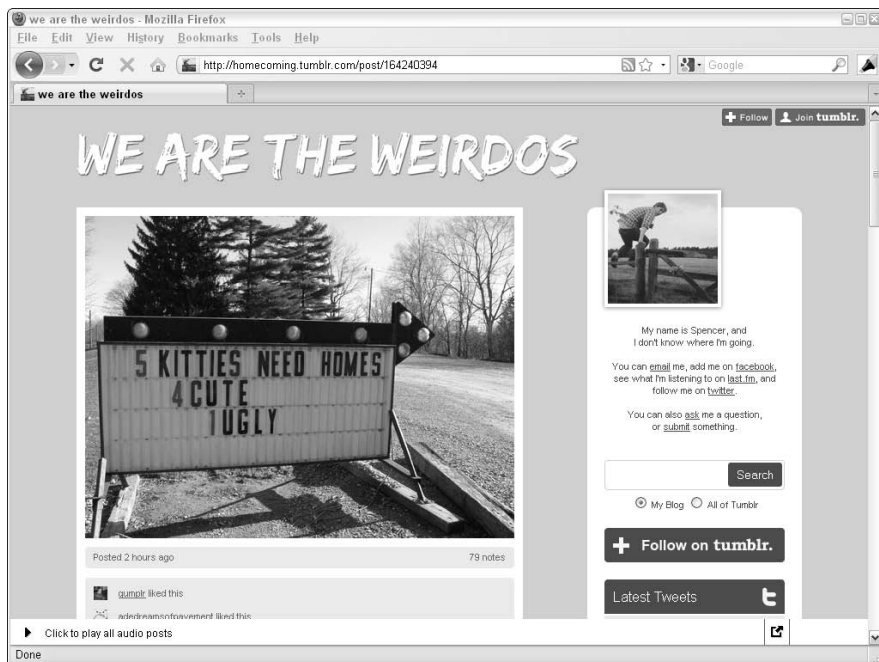 we are the weirdos - Mozilla Firefox
File Edit View History Bookmarks Tools Help
http://homecoming.tumblr.com/post/164240394
Google
we are the weirdos
Follow
Join tumblr.
WE ARE THE WEIRDOS
5 KITTIES NEED HOMES
4 CUTE
1 UGLY
Posted 2 hours ago 79 notes
gumplr liked this
adedreamsofpavement liked this
My name is Spencer, and
I don't know where I'm going.
You can email me, add me on facebook,
see what I'm listening to on last.fm, and
follow me on twitter.
You can also ask me a question,
or submit something.
Search
My Blog All of Tumblr
Follow on tumblr.
Latest Tweets
Click to play all audio posts
Done